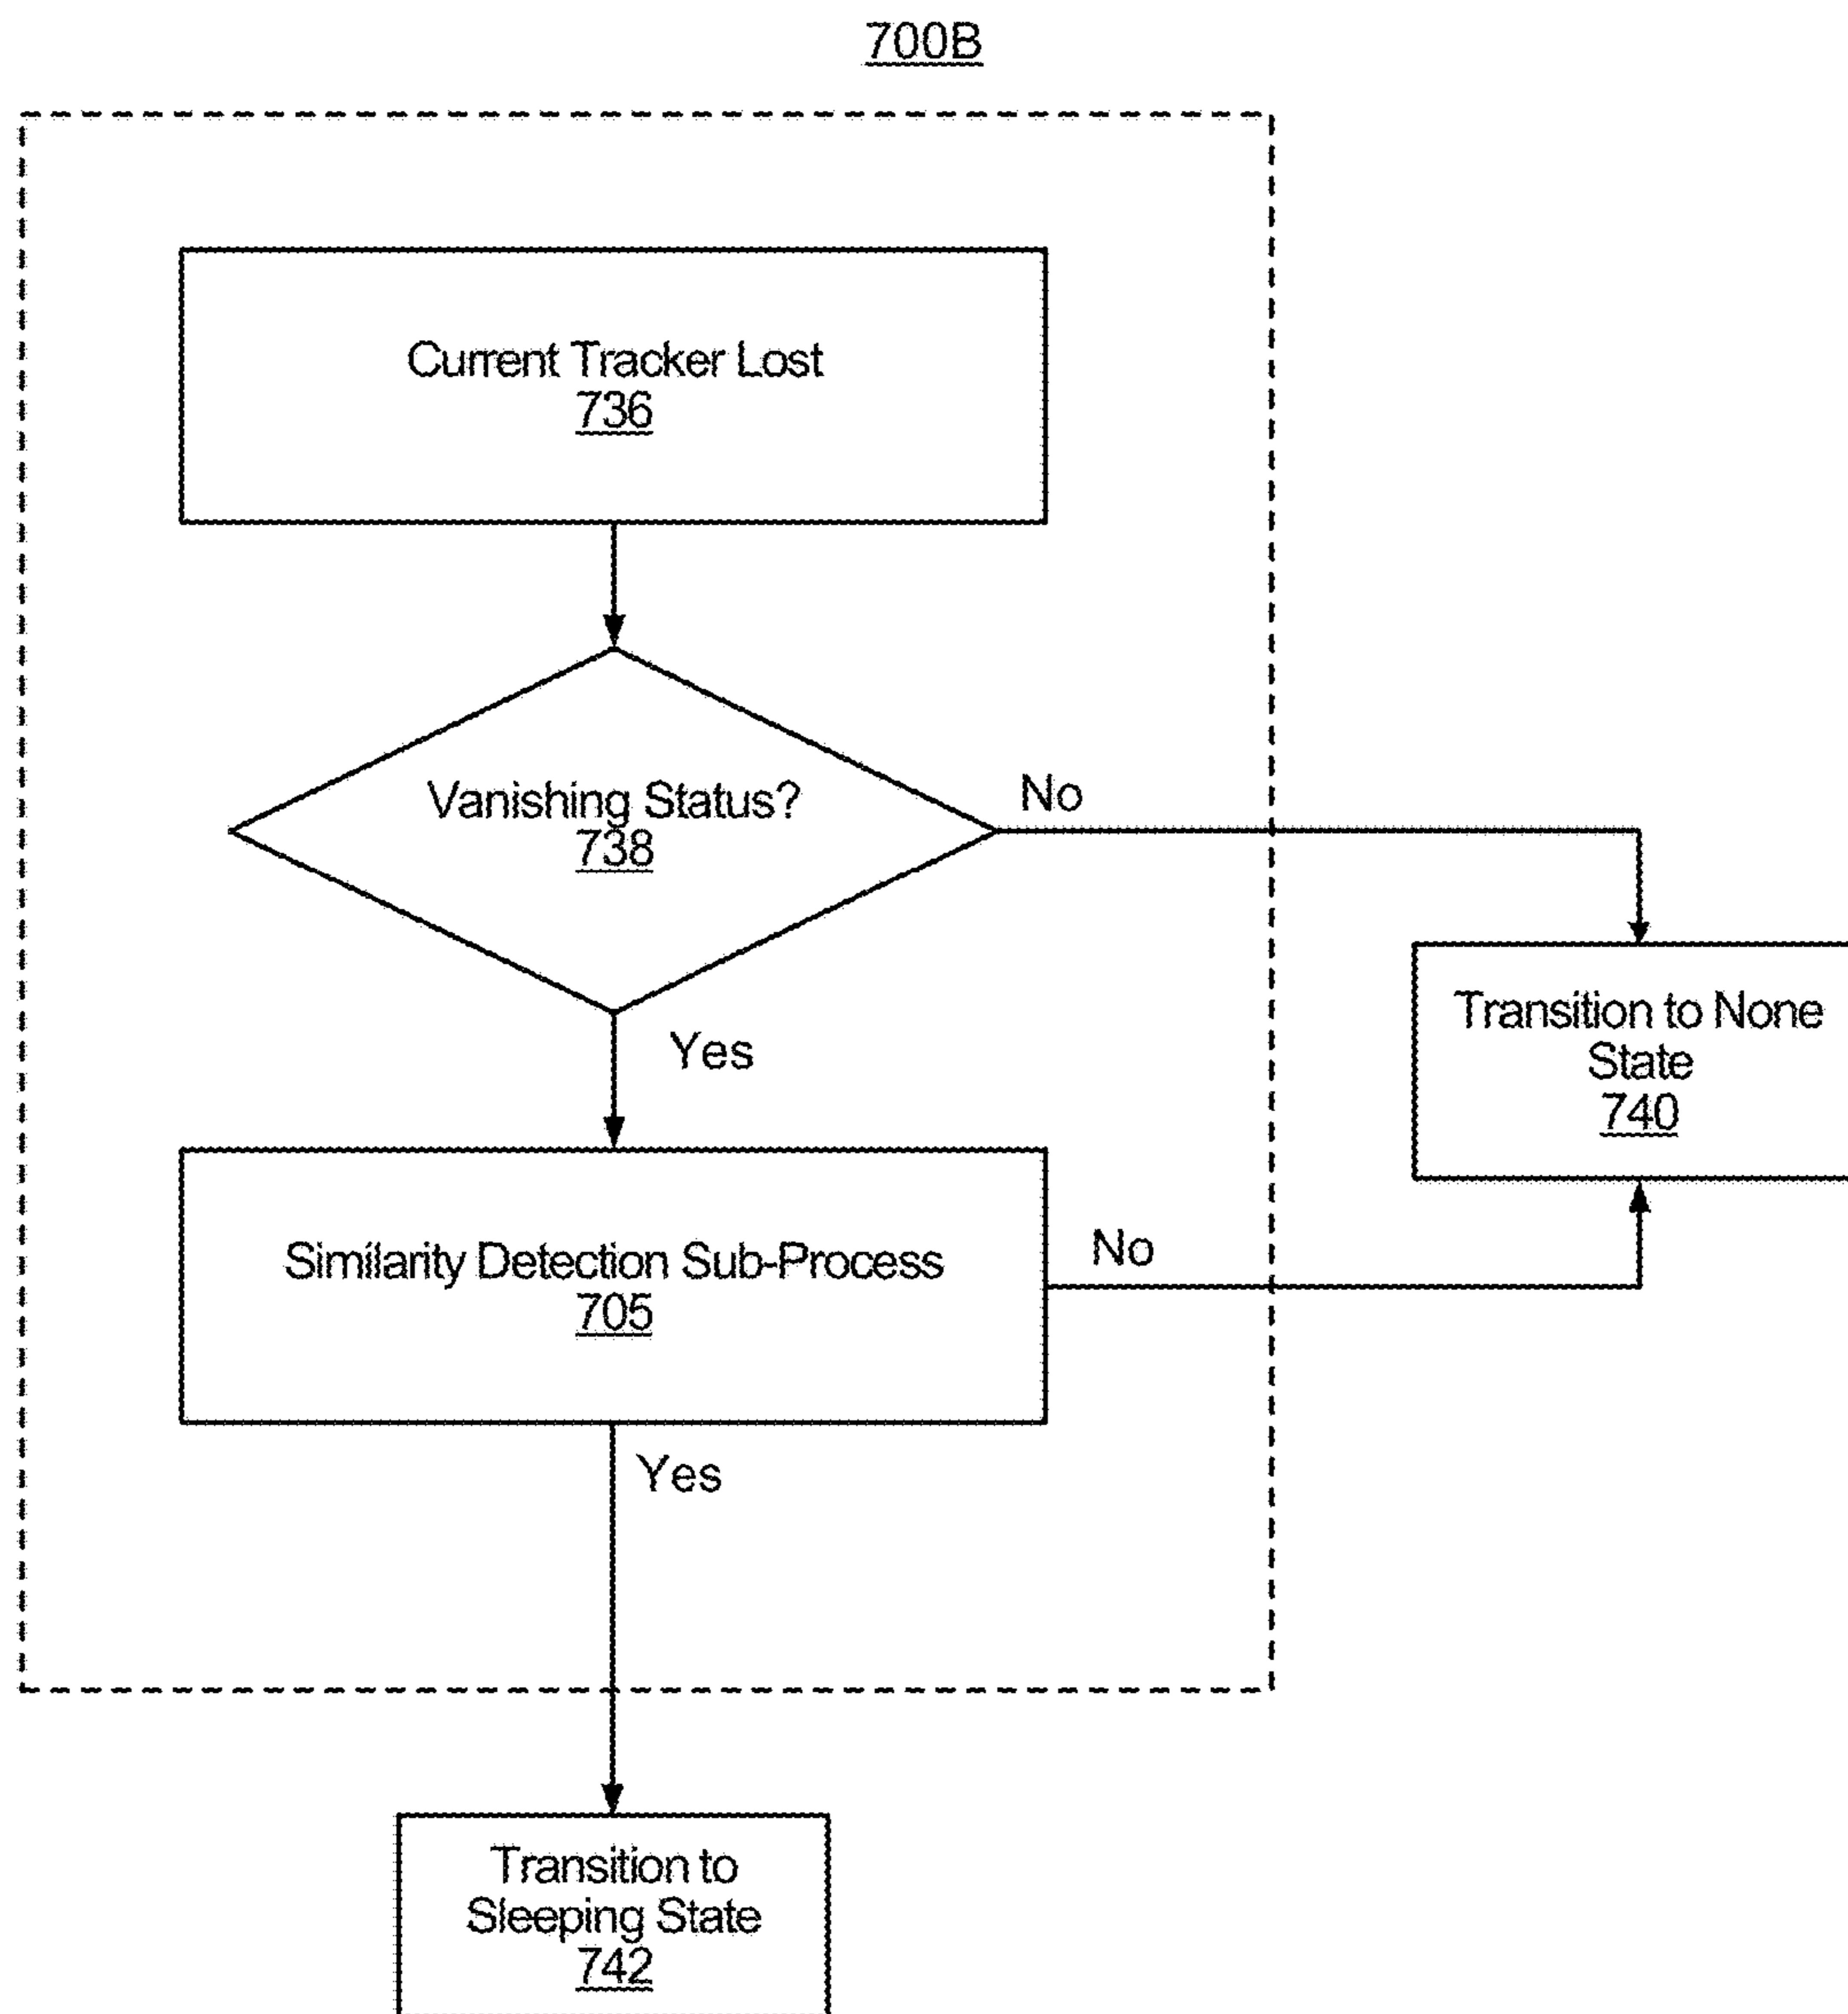 700B
Current Tracker Lost
736
Vanishing Status?
738
No
Yes
Transition to None
State
740
Similarity Detection Sub-Process
705
No
Yes
Transition to
Sleeping State
742